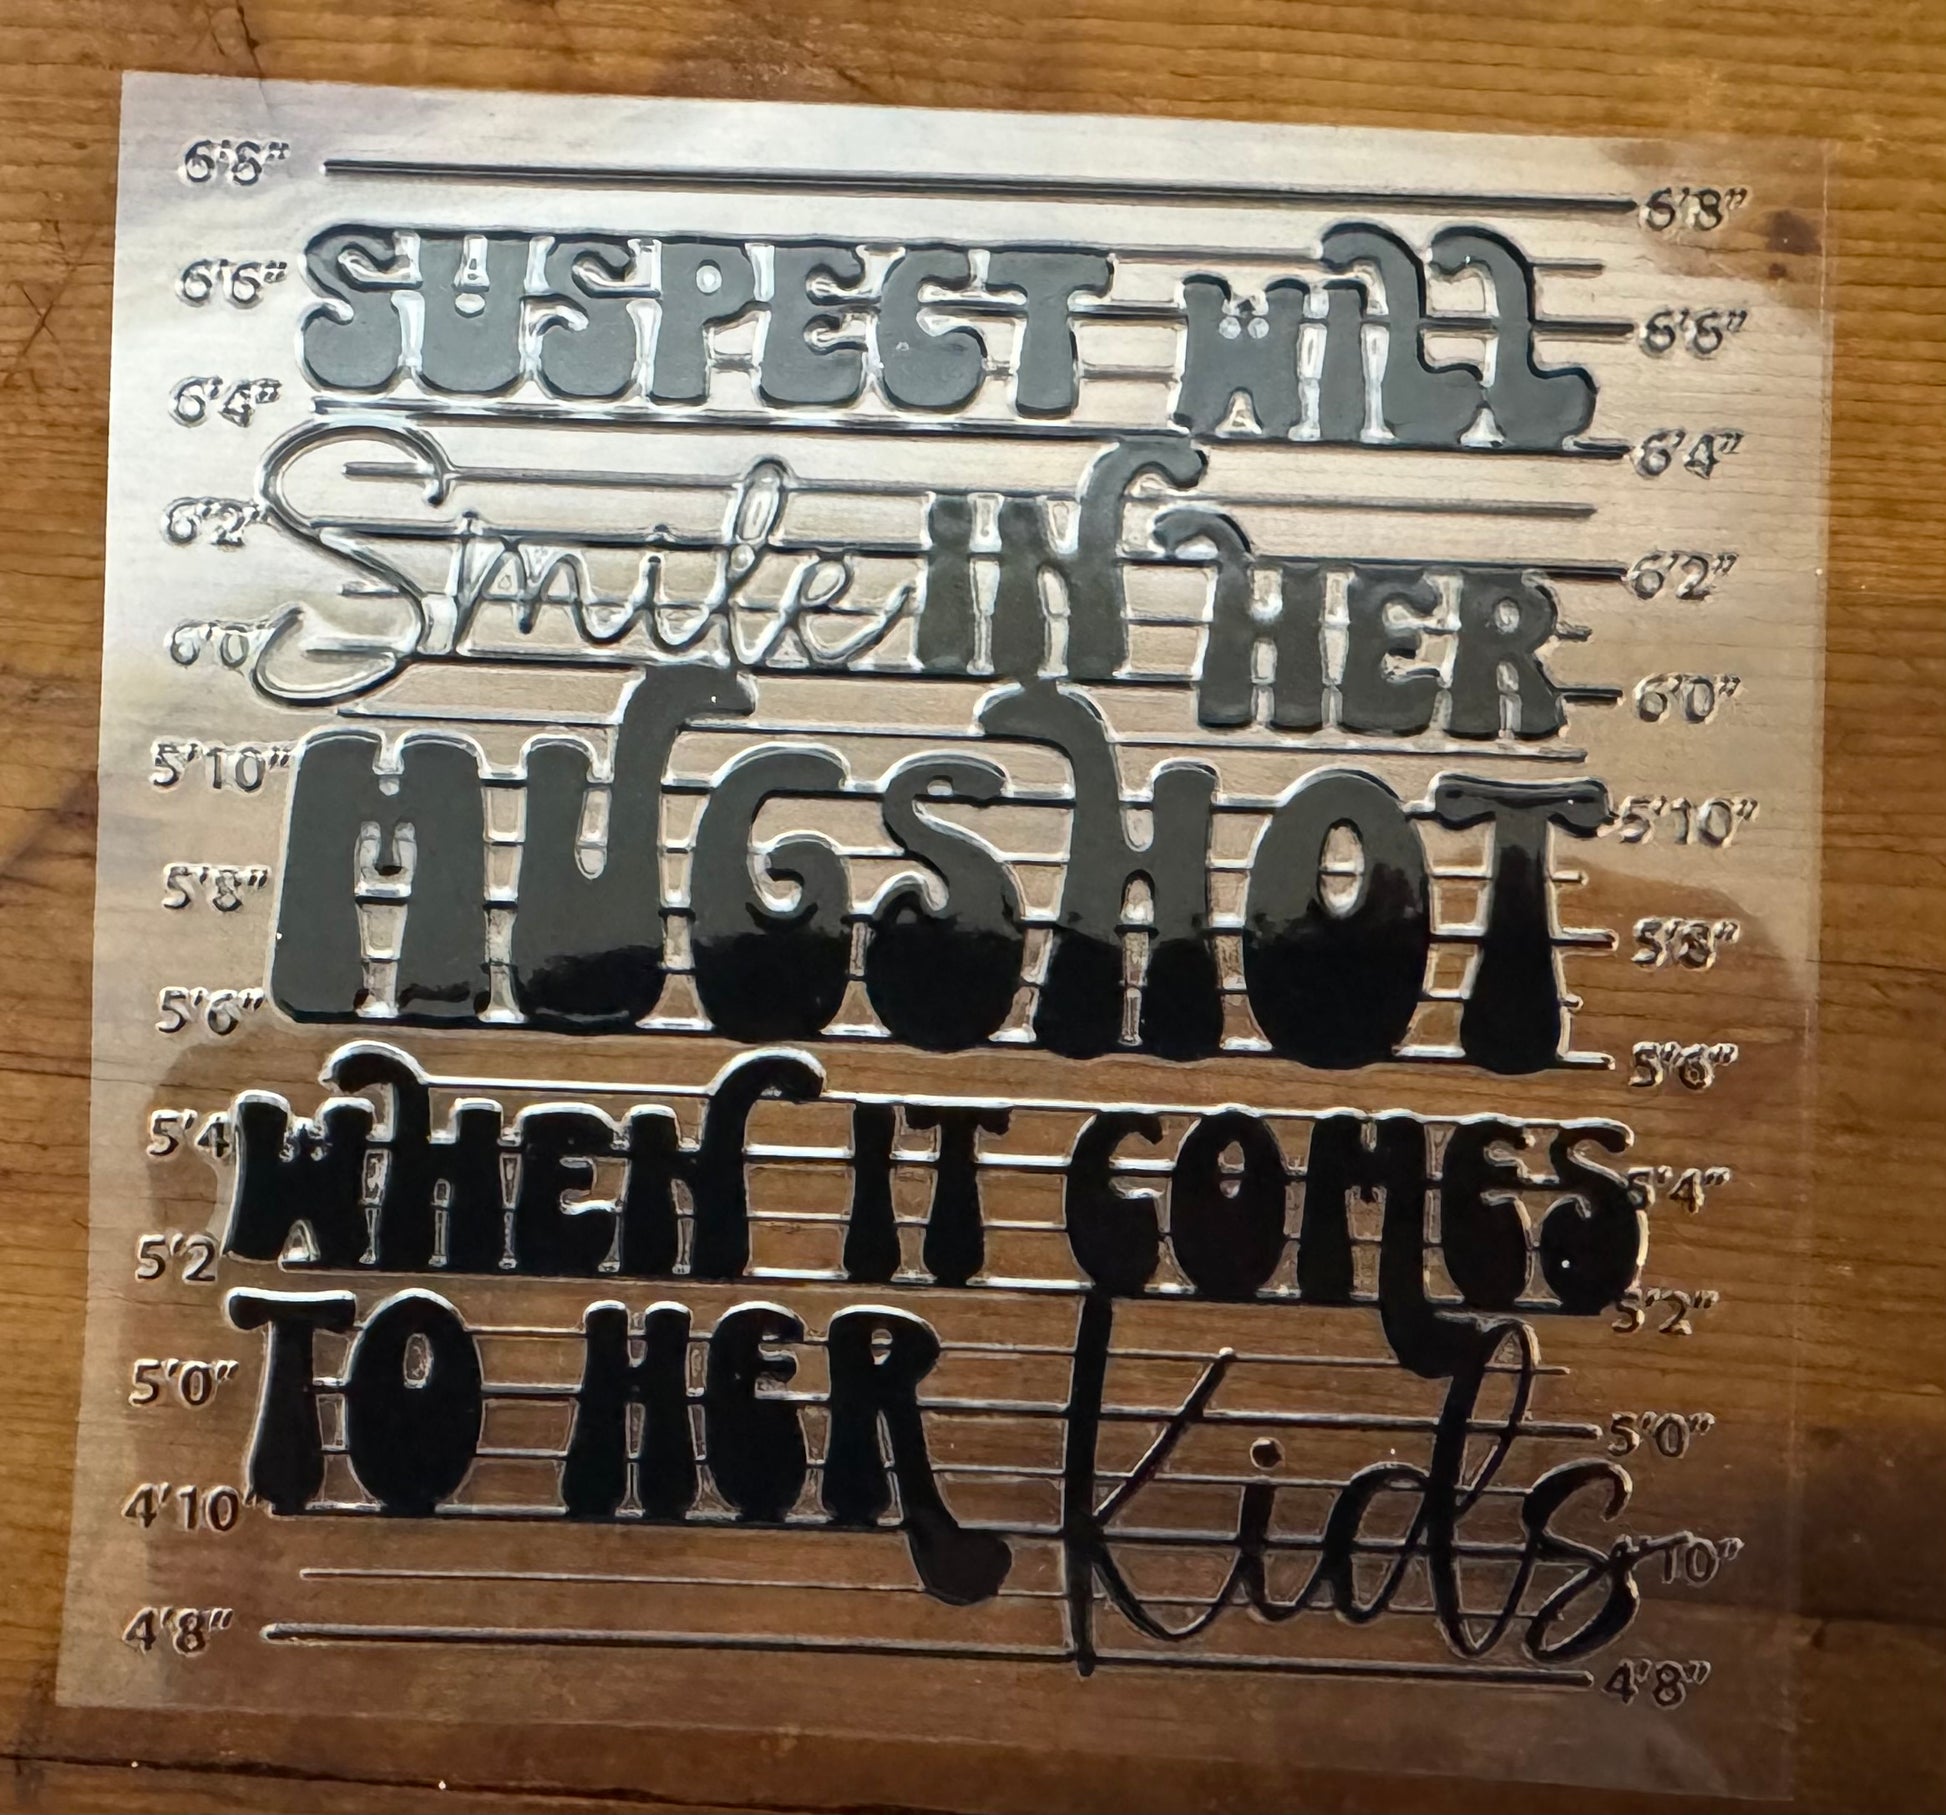 6'8" 6'8"
SUSPECT WILL
6'6" 6'6"
6'4" 6'4"
Smile IN HER
6'2" 6'2"
6'0" 6'0"
MUGSHOT
5'10" 5'10"
5'8" 5'8"
5'6" 5'6"
WHEN IT COMES
5'4 5'4"
5'2 5'2"
TO HER Kids
5'0" 5'0"
4'10" 10"
4'8" 4'8"